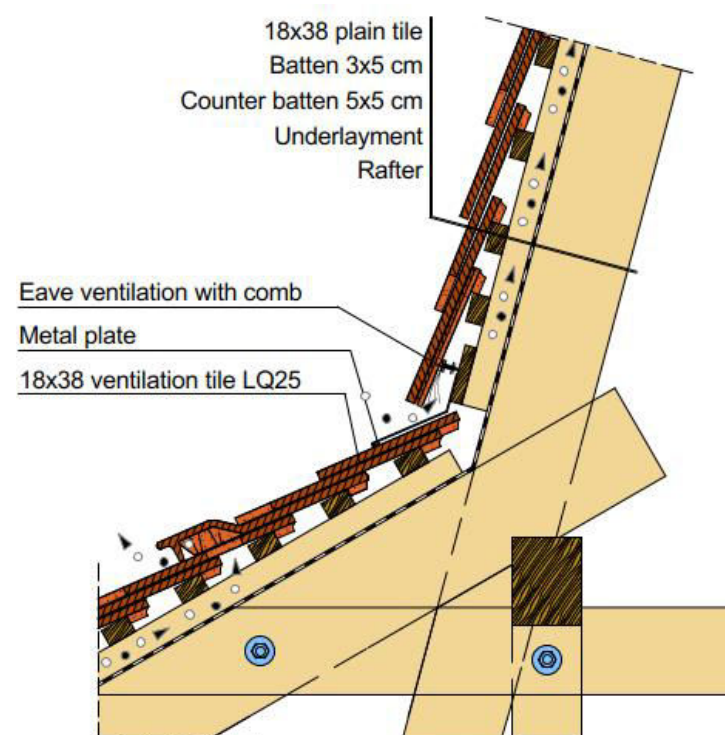 18x38 plain tile
Batten 3x5 cm
Counter batten 5x5 cm
Underlayment
Rafter
Eave ventilation with comb
Metal plate
18x38 ventilation tile LQ25